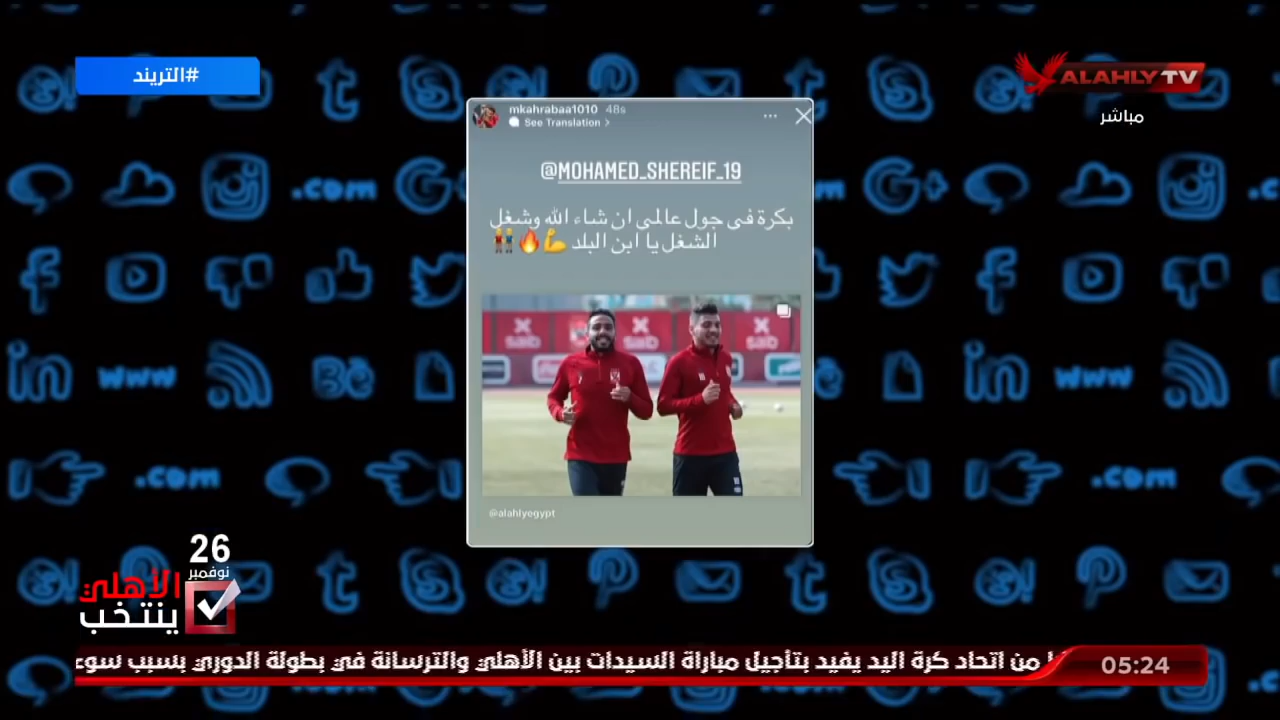 #التريند
ALAHLY TV
مباشر
mkahrabaa1010 48s
See Translation >
@MOHAMED_SHEREIF_19
بكرة فى جول عالمى ان شاء الله وشغل
الشغل يا ابن البلد
@alahlyegypt
26
نوفمبر
الأهلي
ينتخب
من اتحاد كرة اليد يفيد بتأجيل مباراة السيدات بين الأهلي والترسانة في بطولة الدوري بسبب
05:24